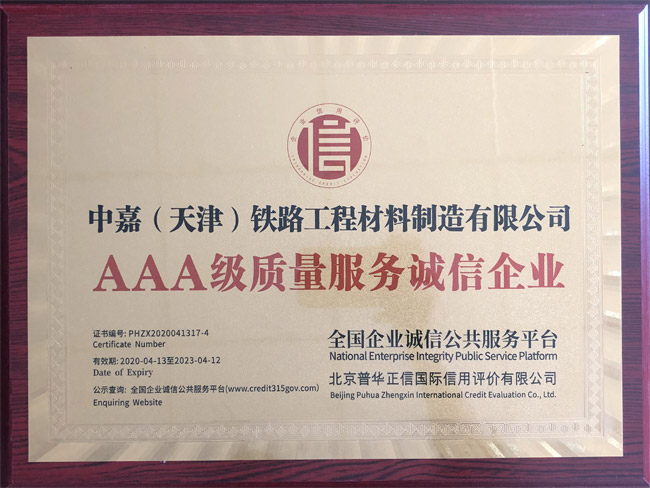 企业信用评价
信
中嘉（天津）铁路工程材料制造有限公司
AAA级质量服务诚信企业
证书编号: PHZX2020041317-4
Certificate Number
有效期: 2020-04-13至2023-04-12
Date of Expiry
公示查询: 全国企业诚信公共服务平台(www.credit315gov.com)
Enquiring Website
全国企业诚信公共服务平台
National Enterprise Integrity Public Service Platform
北京普华正信国际信用评价有限公司
Beijing Puhua Zhengxin International Credit Evaluation Co., Ltd.